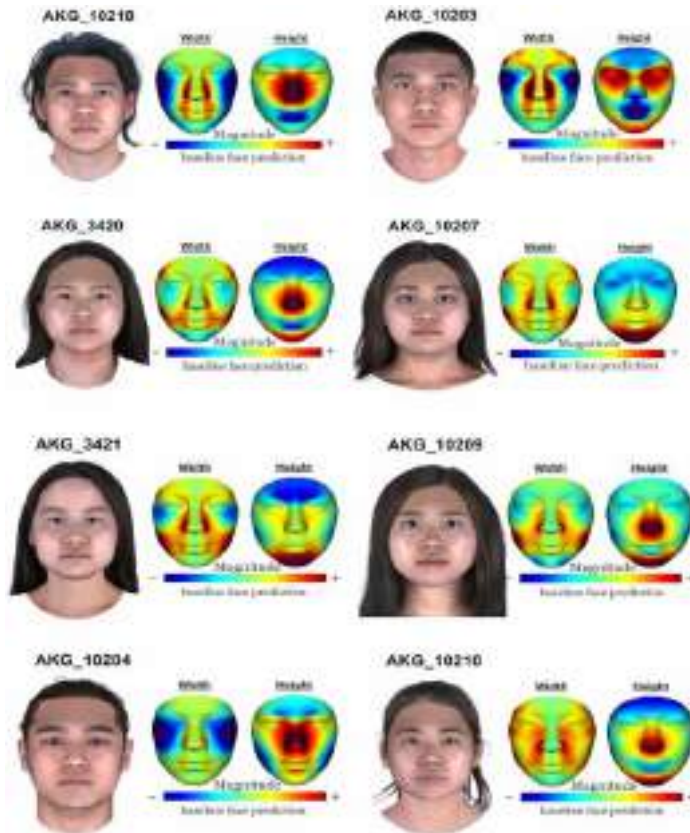 AKG_10218
Width Height
Magnitude
- +
baseline face prediction
AKG_10203
Width Height
Magnitude
- +
baseline face prediction
AKG_3420
Width Height
Magnitude
- +
baseline face prediction
AKG_10207
Width Height
Magnitude
- +
baseline face prediction
AKG_3421
Width Height
Magnitude
- +
baseline face prediction
AKG_10209
Width Height
Magnitude
- +
baseline face prediction
AKG_10204
Width Height
Magnitude
- +
baseline face prediction
AKG_10210
Width Height
Magnitude
- +
baseline face prediction